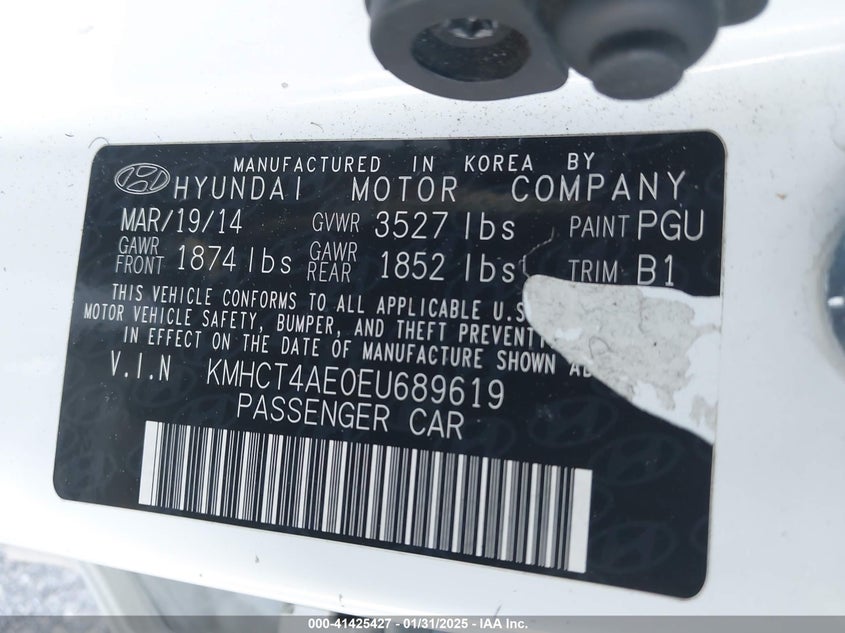 MANUFACTURED IN KOREA BY
HYUNDAI MOTOR COMPANY
MAR/19/14 GVWR 3527 lbs PAINT PGU
GAWR FRONT 1874 lbs GAWR REAR 1852 lbs TRIM B1
THIS VEHICLE CONFORMS TO ALL APPLICABLE U.S
MOTOR VEHICLE SAFETY, BUMPER, AND THEFT
IN EFFECT ON THE DATE OF MANUFACTURE SHOWN
V.I.N KMHCT4AE0EU689619
PASSENGER CAR
000-41425427 - 01/31/2025 - IAA Inc.